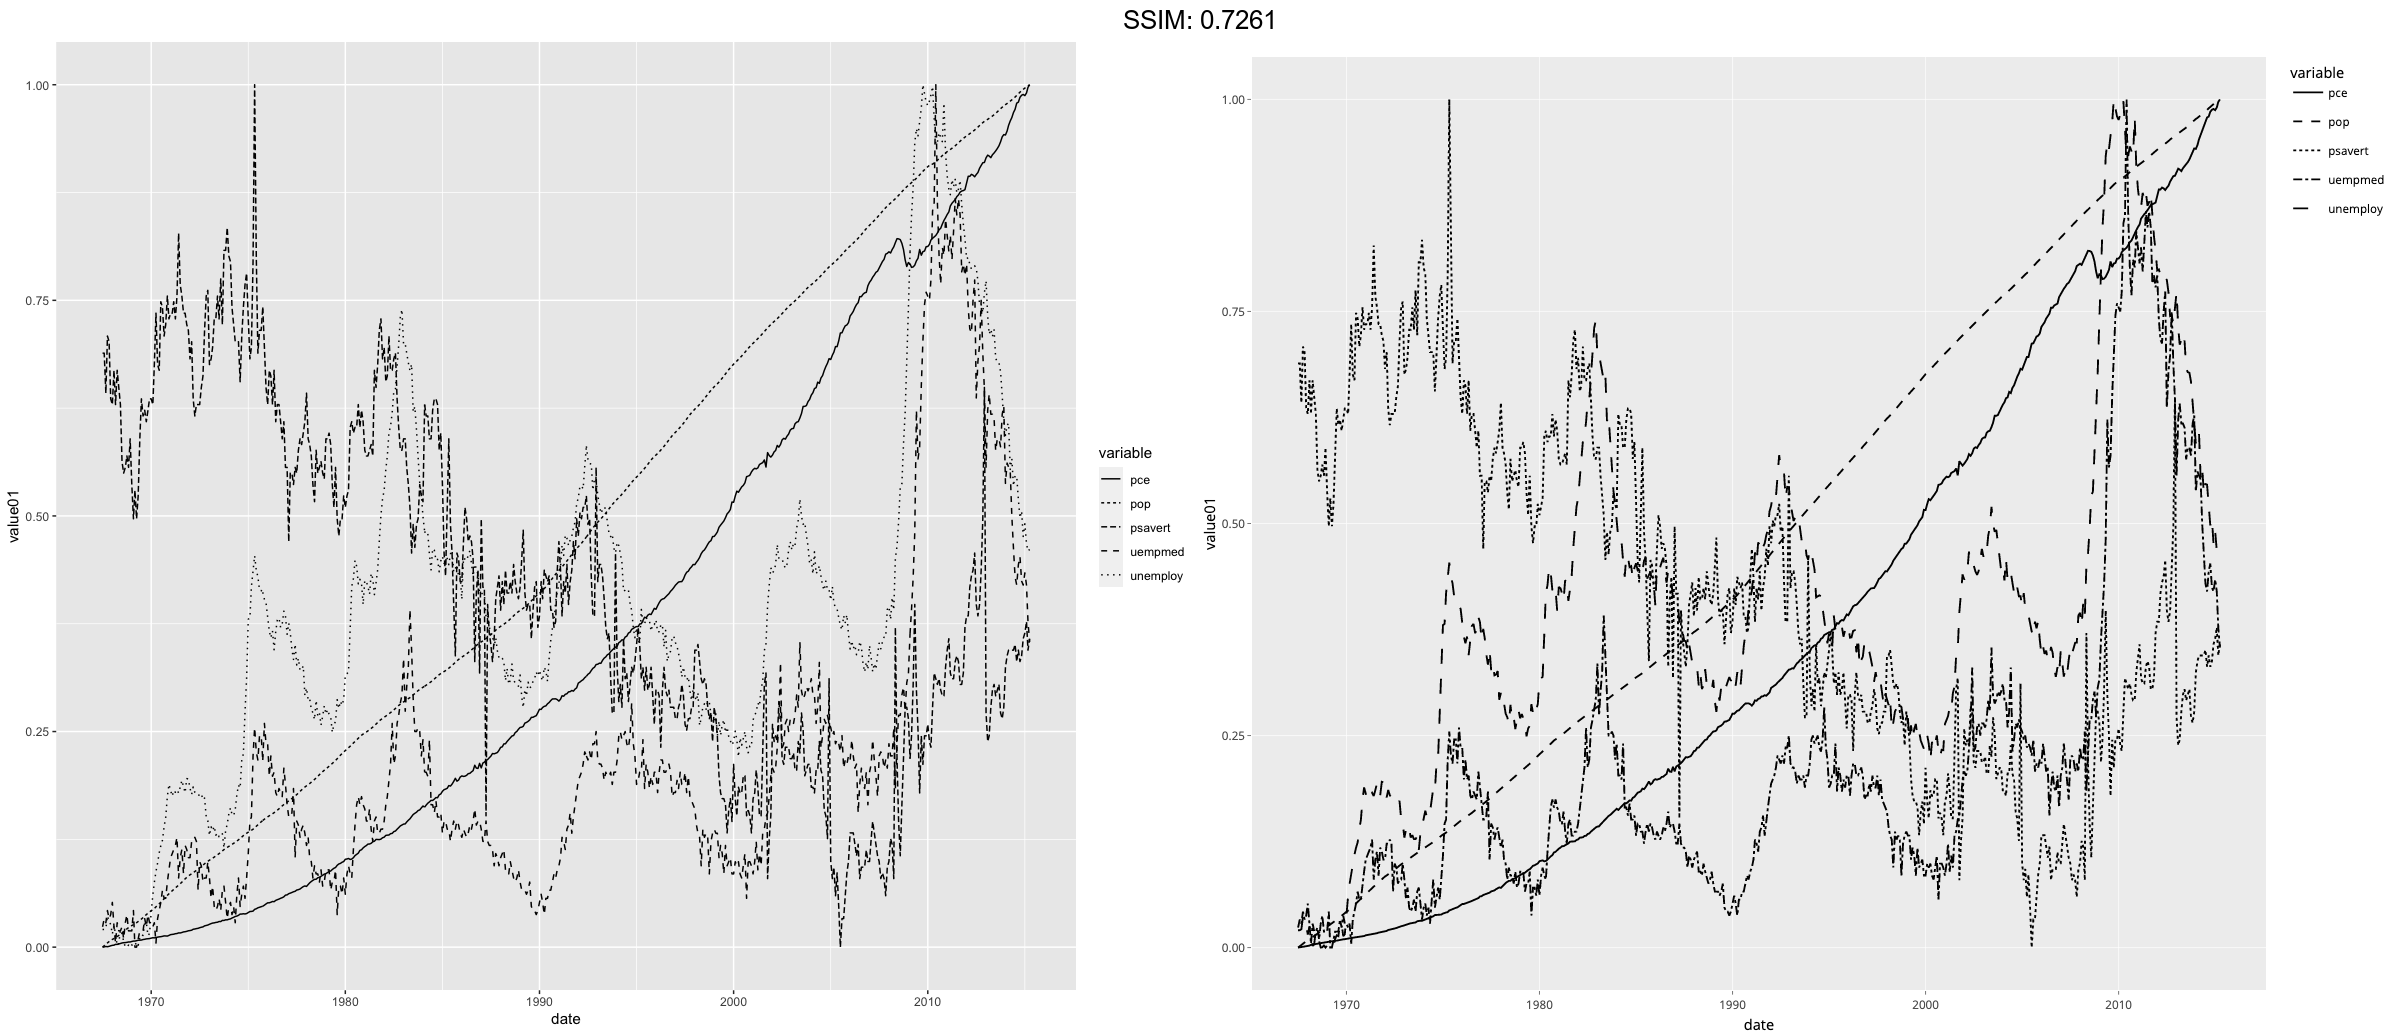 SSIM: 0.7261
value01
1.00
0.75
0.50
0.25
0.00
1970
1980
1990
2000
2010
date
variable
pce
pop
psavert
uempmed
unemploy
value01
1.00
0.75
0.50
0.25
0.00
1970
1980
1990
2000
2010
date
variable
pce
pop
psavert
uempmed
unemploy